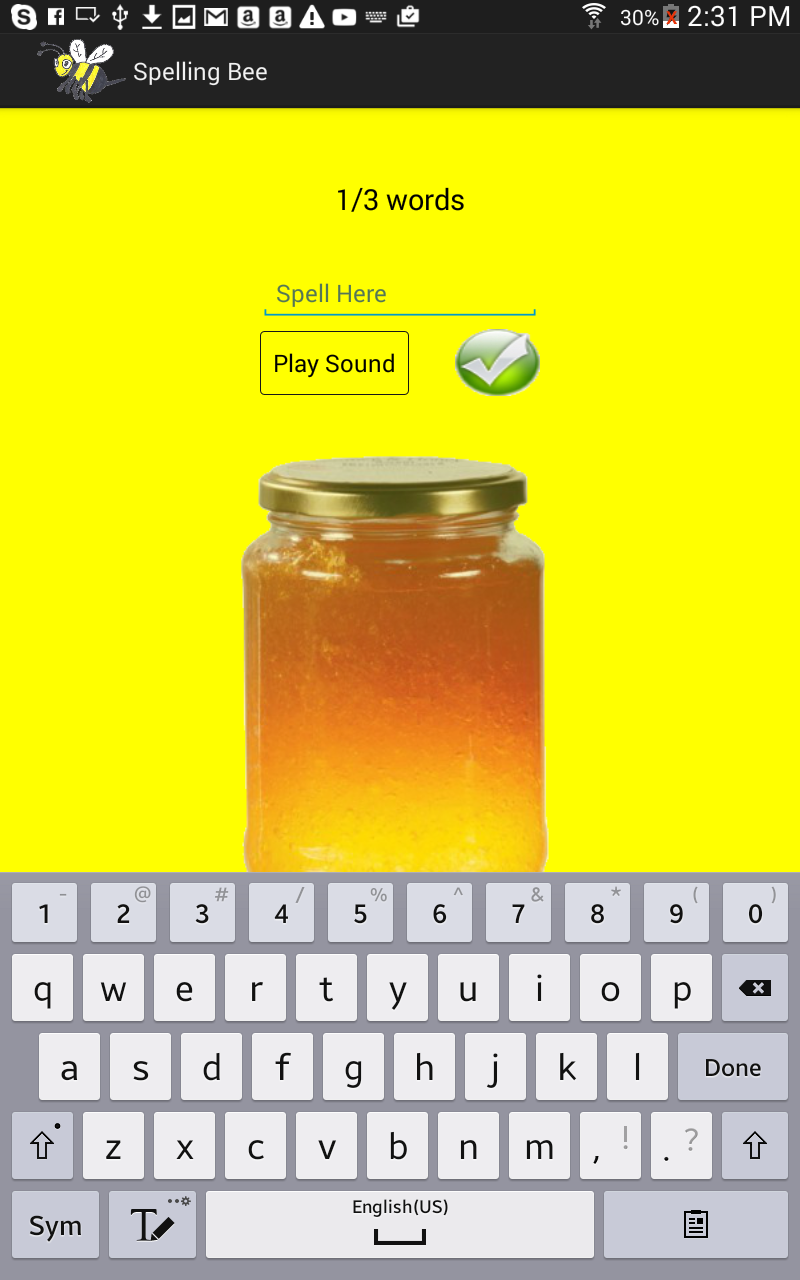 30% 2:31 PM
Spelling Bee
1/3 words
Spell Here
Play Sound
- @ # / % ^ & * ( )
1 2 3 4 5 6 7 8 9 0
q w e r t y u i o p
a s d f g h j k l Done
z x c v b n m , ! . ?
Sym T English(US)